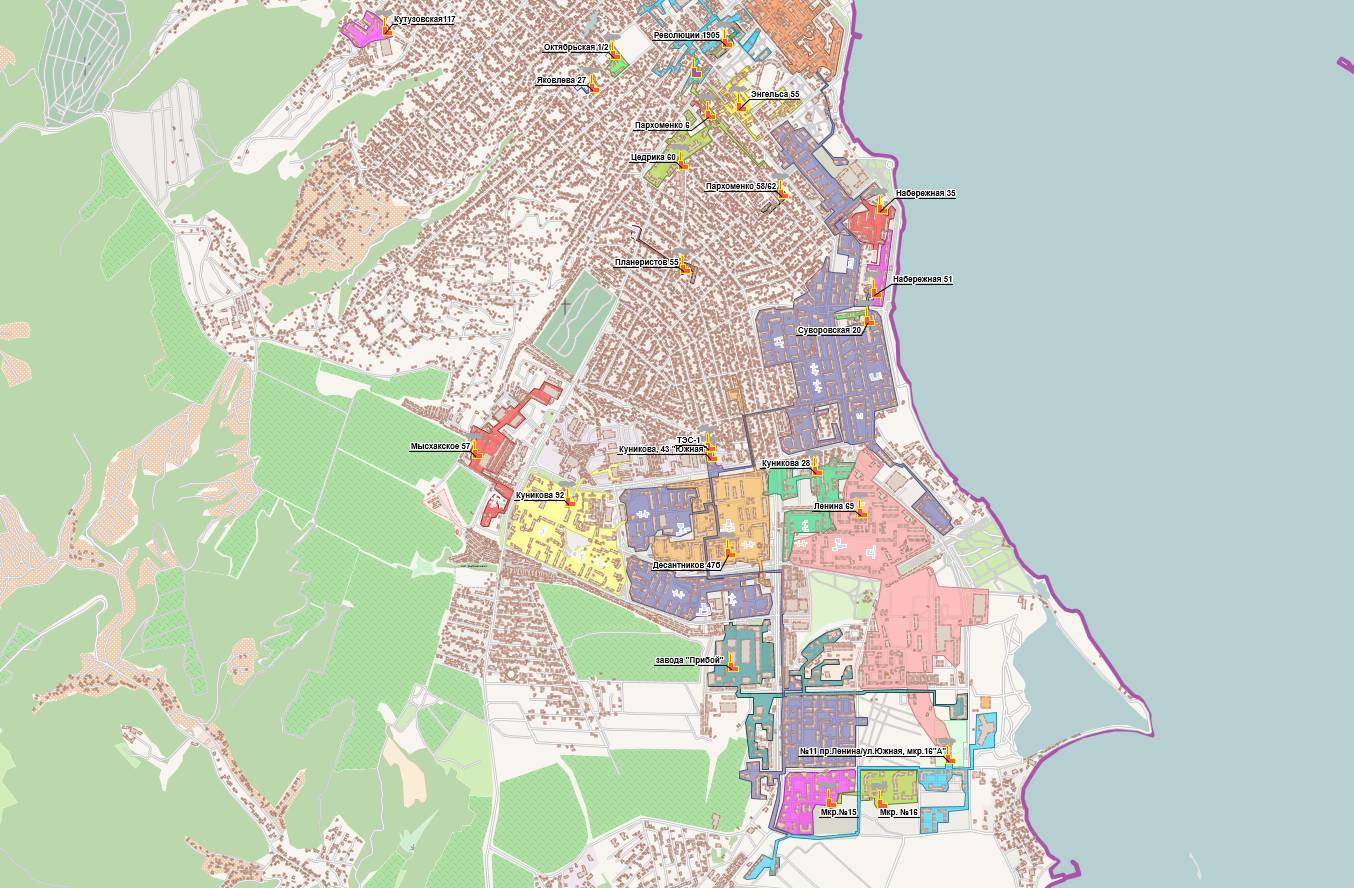 Кутузовская117
Революции 1905
Октябрьская 1/2
Яковлева 27
Энгельса 55
Пархоменко 6
Цедрика 60
Пархоменко 58/62
Набережная 35
Планеристов 55
Набережная 51
Суворовская 20
ТЭС-1
Мысхакское 57
Куникова, 43 "Южная"
Куникова 28
Куникова 92
Ленина 69
Десантников 47б
завода "Прибой"
№11 пр.Ленина/ул.Южная, мкр.16"А"
Мкр.№15
Мкр. №16